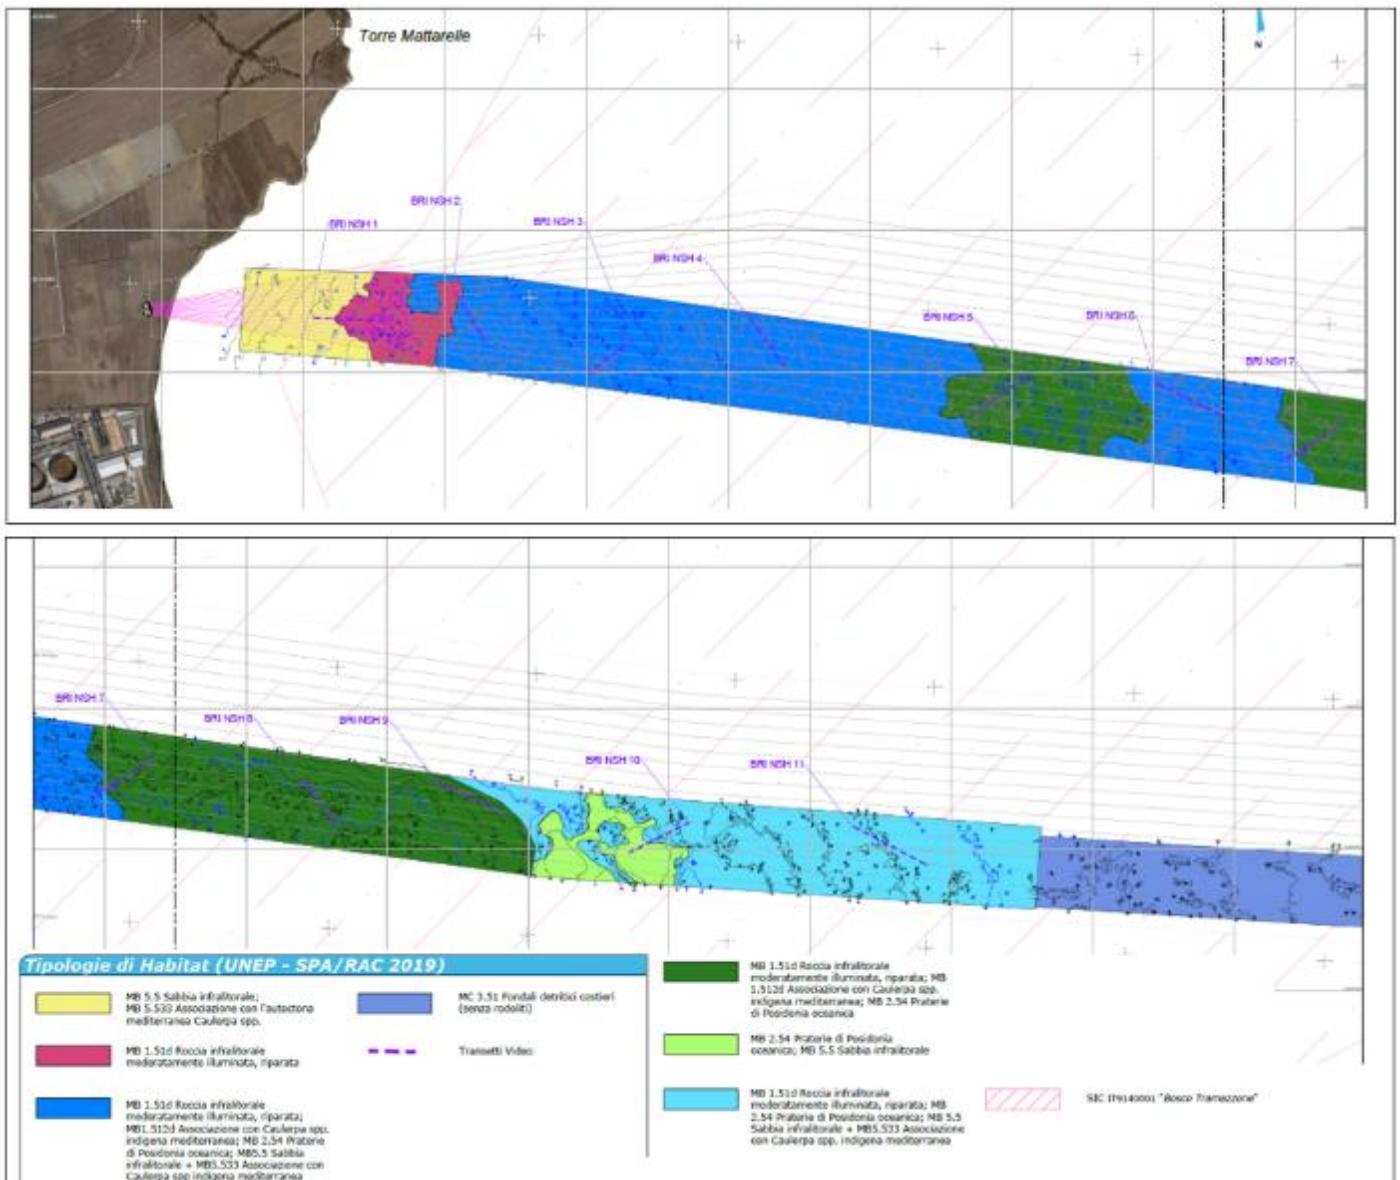 Torre Mattarelle
N
BRI NSH 1
BRI NSH 2
BRI NSH 3
BRI NSH 4
BRI NSH 5
BRI NSH 6
BRI NSH 7
BRI NSH 7
BRI NSH 8
BRI NSH 9
BRI NSH 10
BRI NSH 11
Tipologie di Habitat (UNEP - SPA/RAC 2019)
MB 5.5 Sabbia infralitorale;
MB 5.533 Associazione con l'autoctona
mediterranea Caulerpa spp.
MB 1.51d Roccia infralitorale
moderatamente illuminata, riparata
MB 1.51d Roccia infralitorale
moderatamente illuminata, riparata;
MB1.512d Associazione con Caulerpa spp.
indigena mediterranea; MB 2.54 Praterie
di Posidonia oceanica; MB5.5 Sabbia
infralitorale + MB5.533 Associazione con
Caulerpa spp indigena mediterranea
MC 3.51 Fondali detritici costieri
(senza rodoliti)
Transetti Video
MB 1.51d Roccia infralitorale
moderatamente illuminata, riparata; MB
1.512d Associazione con Caulerpa spp.
indigena mediterranea; MB 2.54 Praterie
di Posidonia oceanica
MB 2.54 Praterie di Posidonia
oceanica; MB 5.5 Sabbia infralitorale
MB 1.51d Roccia infralitorale
moderatamente illuminata, riparata; MB
2.54 Praterie di Posidonia oceanica; MB 5.5
Sabbia infralitorale + MB5.533 Associazione
con Caulerpa spp. indigena mediterranea
SIC IT9140001 "Bosco Tramazzone"